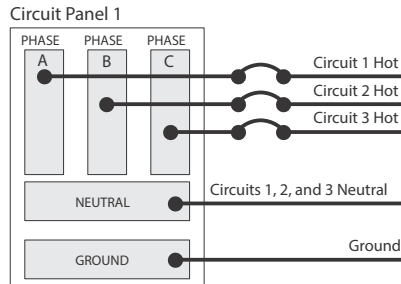 Circuit Panel 1
PHASE PHASE PHASE
A B C
Circuit 1 Hot
Circuit 2 Hot
Circuit 3 Hot
NEUTRAL
Circuits 1, 2, and 3 Neutral
GROUND
Ground